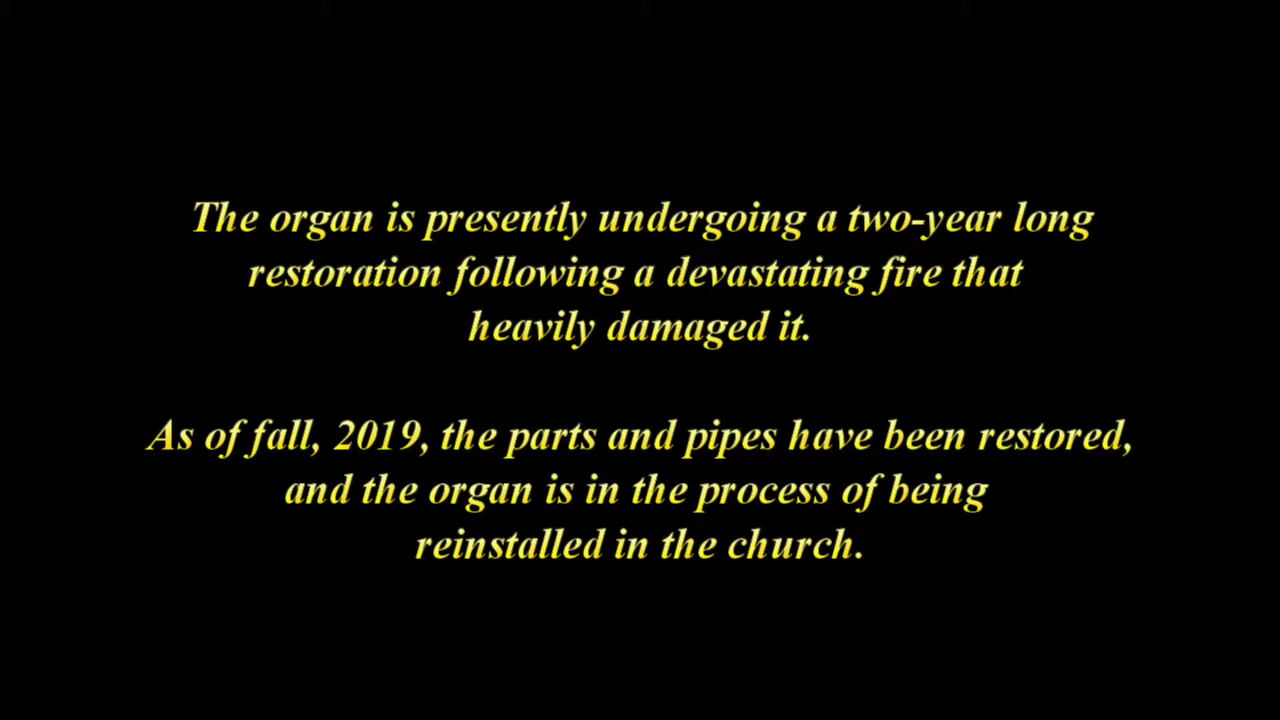 The organ is presently undergoing a two-year long
restoration following a devastating fire that
heavily damaged it.
As of fall, 2019, the parts and pipes have been restored,
and the organ is in the process of being
reinstalled in the church.